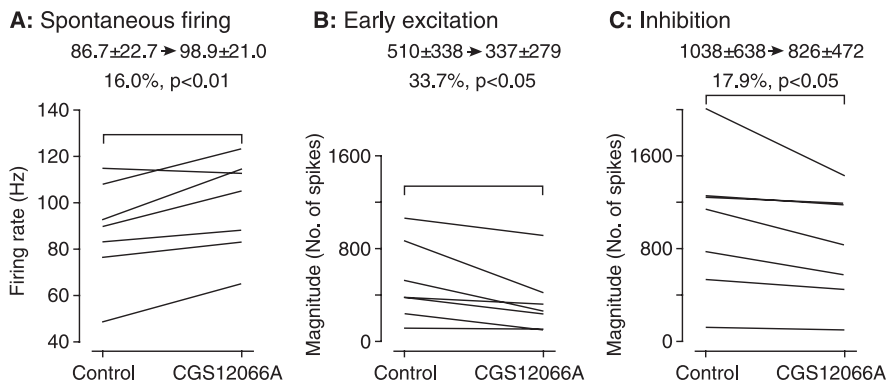 A: Spontaneous firing
86.7±22.7 → 98.9±21.0
16.0%, p<0.01
140
120
100
80
60
40
Firing rate (Hz)
Control
CGS12066A
B: Early excitation
510±338 → 337±279
33.7%, p<0.05
1600
800
0
Magnitude (No. of spikes)
Control
CGS12066A
C: Inhibition
1038±638 → 826±472
17.9%, p<0.05
1600
800
0
Magnitude (No. of spikes)
Control
CGS12066A